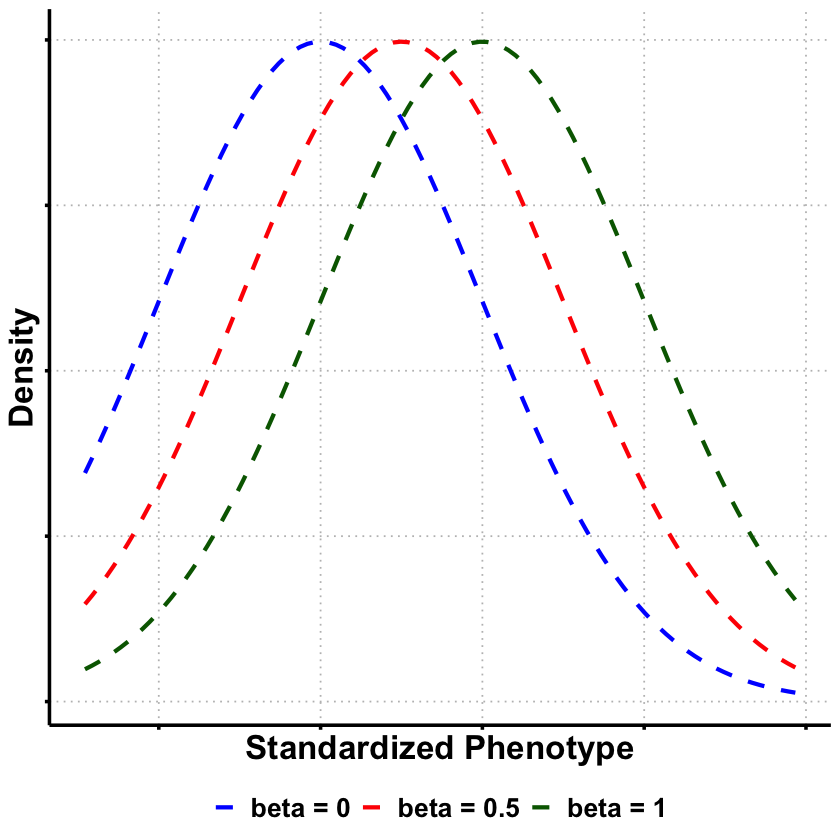 Density
Standardized Phenotype
beta = 0 beta = 0.5 beta = 1